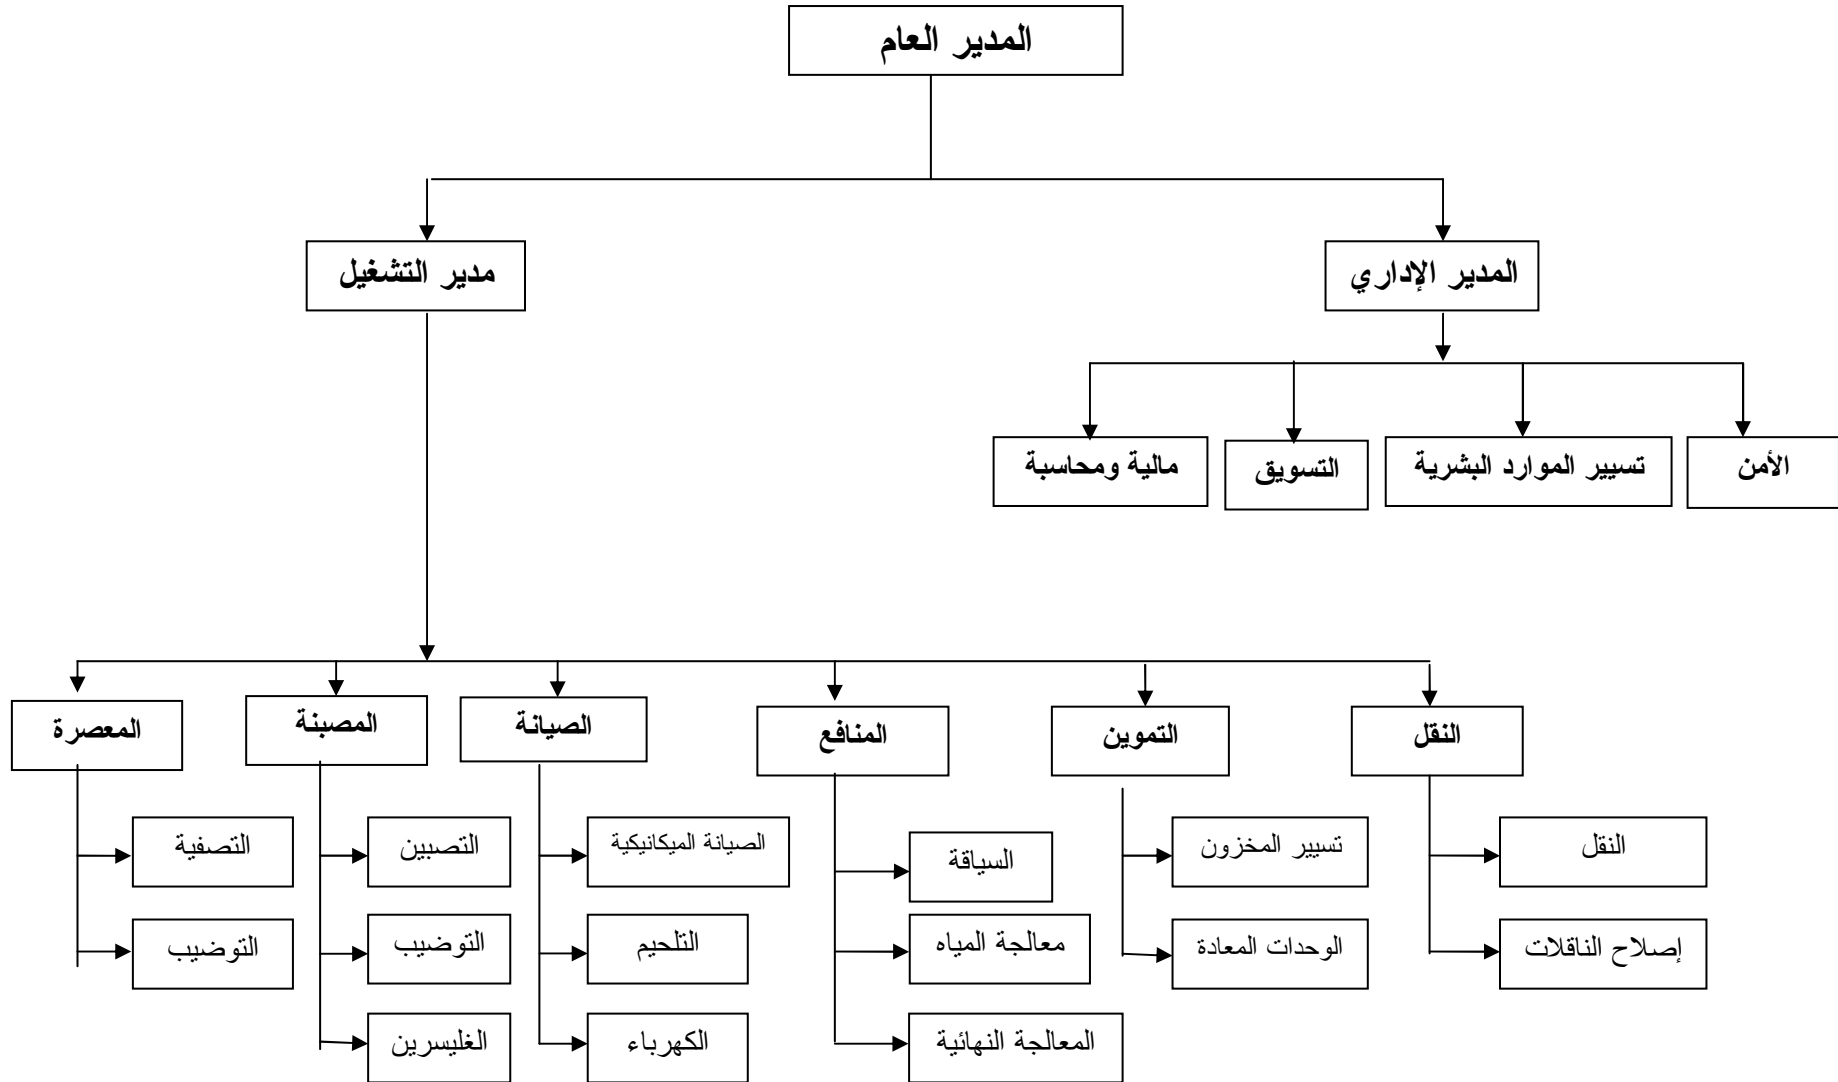 المدير العام
المدير الإداري
مدير التشغيل
الأمن
تسيير الموارد البشرية
التسويق
مالية ومحاسبة
النقل
التموين
المنافع
الصيانة
المصبنة
المعصرة
النقل
تسيير المخزون
السياقة
الصيانة الميكانيكية
التصبين
التصفية
إصلاح الناقلات
الوحدات المعادة
معالجة المياه
التلحيم
التوضيب
التوضيب
المعالجة النهائية
الكهرباء
الغليسرين